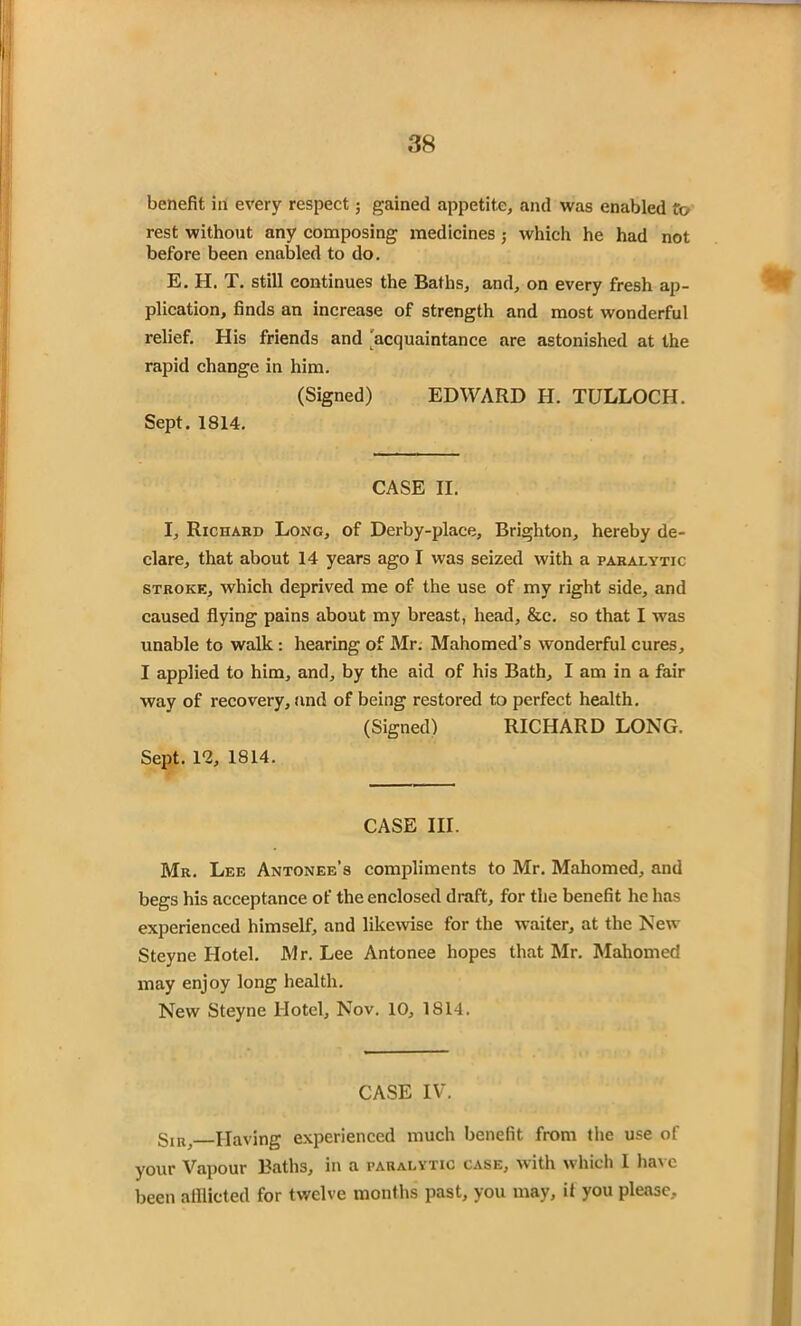 38
benefit in every respect; gained appetite, and was enabled to
rest without any composing medicines; which he had not
before been enabled to do.
E. H. T. still continues the Baths, and, on every fresh ap-
plication, finds an increase of strength and most wonderful
relief. His friends and 'acquaintance are astonished at the
rapid change in him.
(Signed) EDWARD H. TULLOCH.
Sept. 1814.
CASE II.
I, RICHARD LONG, of Derby-place, Brighton, hereby de-
clare, that about 14 years ago I was seized with a PARALYTIC
STROKE, which deprived me of the use of my right side, and
caused flying pains about my breast, head, &c. so that I was
unable to walk: hearing of Mr. Mahomed's wonderful cures,
I applied to him, and, by the aid of his Bath, I am in a fair
way of recovery, and of being restored to perfect health.
(Signed) RICHARD LONG.
Sept. 12, 1814.
CASE III.
MR. LEE ANTONEE'S compliments to Mr. Mahomed, and
begs his acceptance of the enclosed draft, for the benefit he has
experienced himself, and likewise for the waiter, at the New
Steyne Hotel. Mr. Lee Antonee hopes that Mr. Mahomed
may enjoy long health.
New Steyne Hotel, Nov. 10, 1814.
CASE IV.
SIR,—Having experienced much benefit from the use of
your Vapour Baths, in a PARALYTIC CASE, with which I have
been afflicted for twelve months past, you may, if you please,